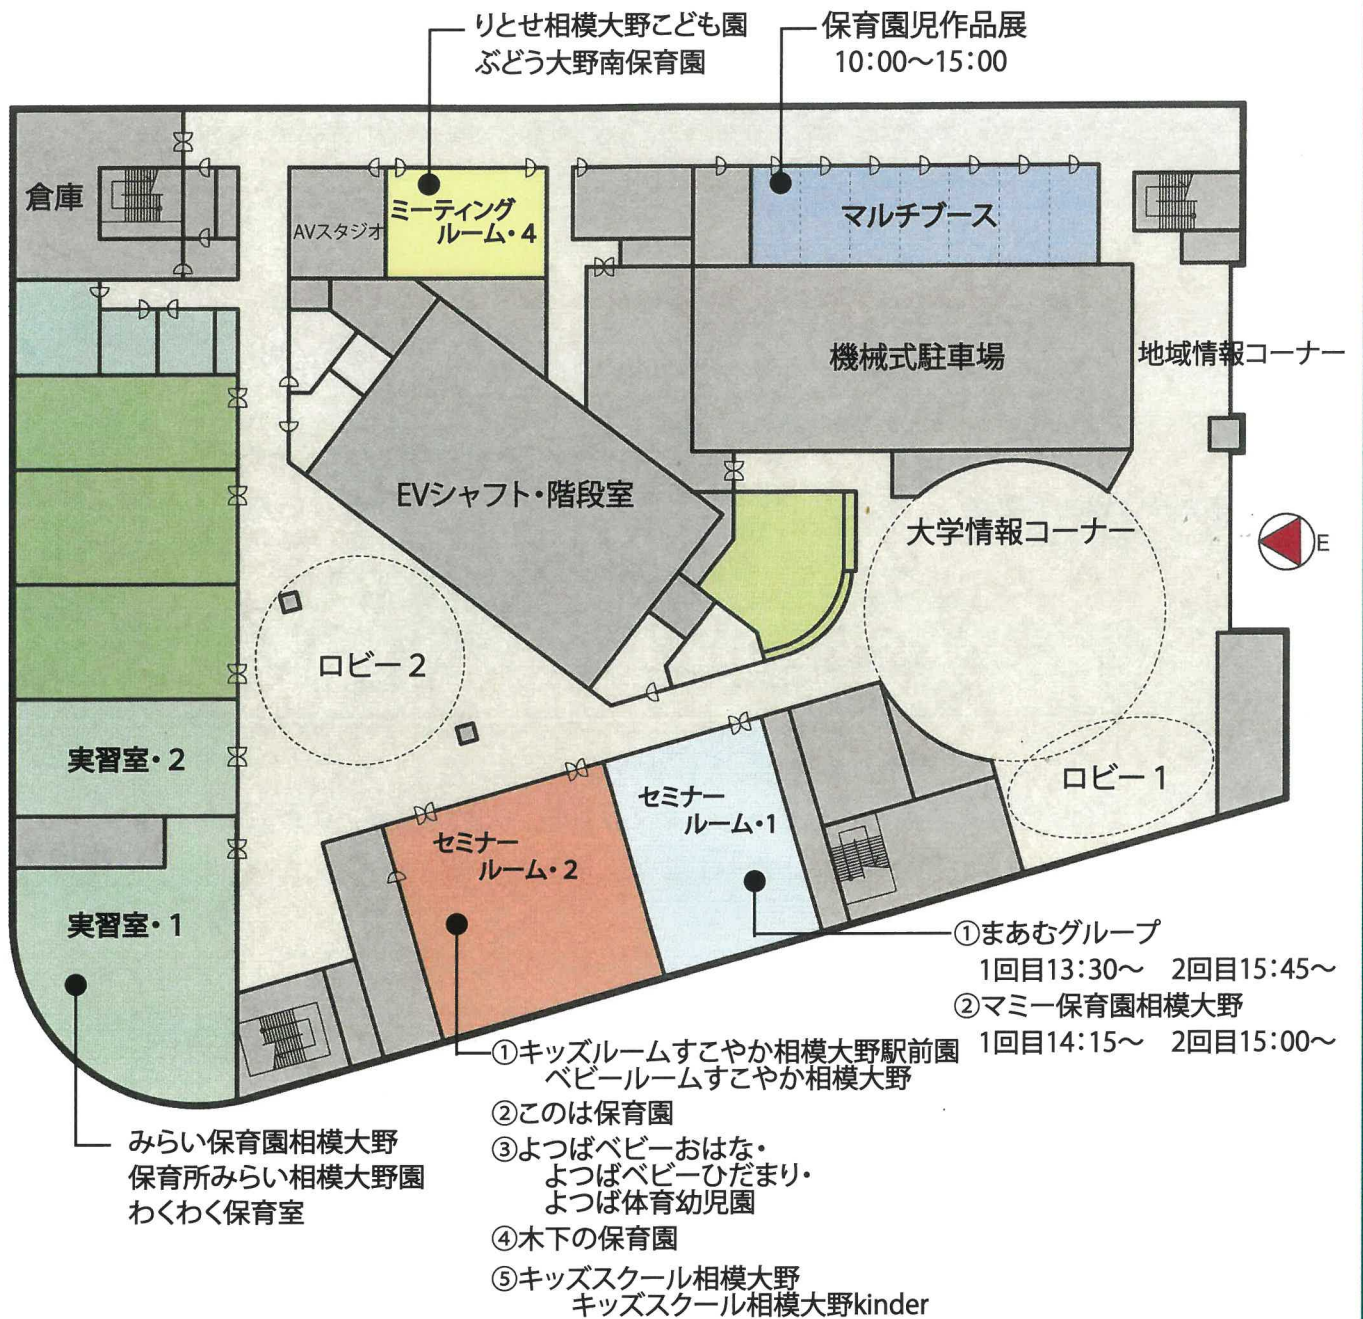 りとせ相模大野こども園
ぶどう大野南保育園
保育園児作品展
10:00～15:00
倉庫
AVスタジオ
ミーティング
ルーム・4
マルチブース
機械式駐車場
地域情報コーナー
EVシャフト・階段室
大学情報コーナー
E
ロビー2
実習室・2
ロビー1
セミナー
ルーム・1
セミナー
ルーム・2
実習室・1
①まあむグループ
1回目13:30～ 2回目15:45～
②マミー保育園相模大野
1回目14:15～ 2回目15:00～
①キッズルームすこやか相模大野駅前園
ベビールームすこやか相模大野
②このは保育園
③よつばベビーおはな・
よつばベビーひだまり・
よつば体育幼児園
④木下の保育園
⑤キッズスクール相模大野
キッズスクール相模大野kinder
みらい保育園相模大野
保育所みらい相模大野園
わくわく保育室